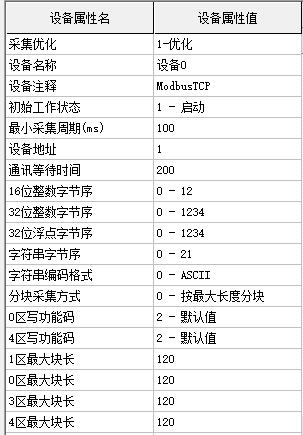 设备属性名 设备属性值
采集优化 1-优化
设备名称 设备0
设备注释 ModbusTCP
初始工作状态 1 - 启动
最小采集周期(ms) 100
设备地址 1
通讯等待时间 200
16位整数字节序 0 - 12
32位整数字节序 0 - 1234
32位浮点字节序 0 - 1234
字符串字节序 0 - 21
字符串编码格式 0 - ASCII
分块采集方式 0 - 按最大长度分块
0区写功能码 2 - 默认值
4区写功能码 2 - 默认值
1区最大块长 120
0区最大块长 120
3区最大块长 120
4区最大块长 120